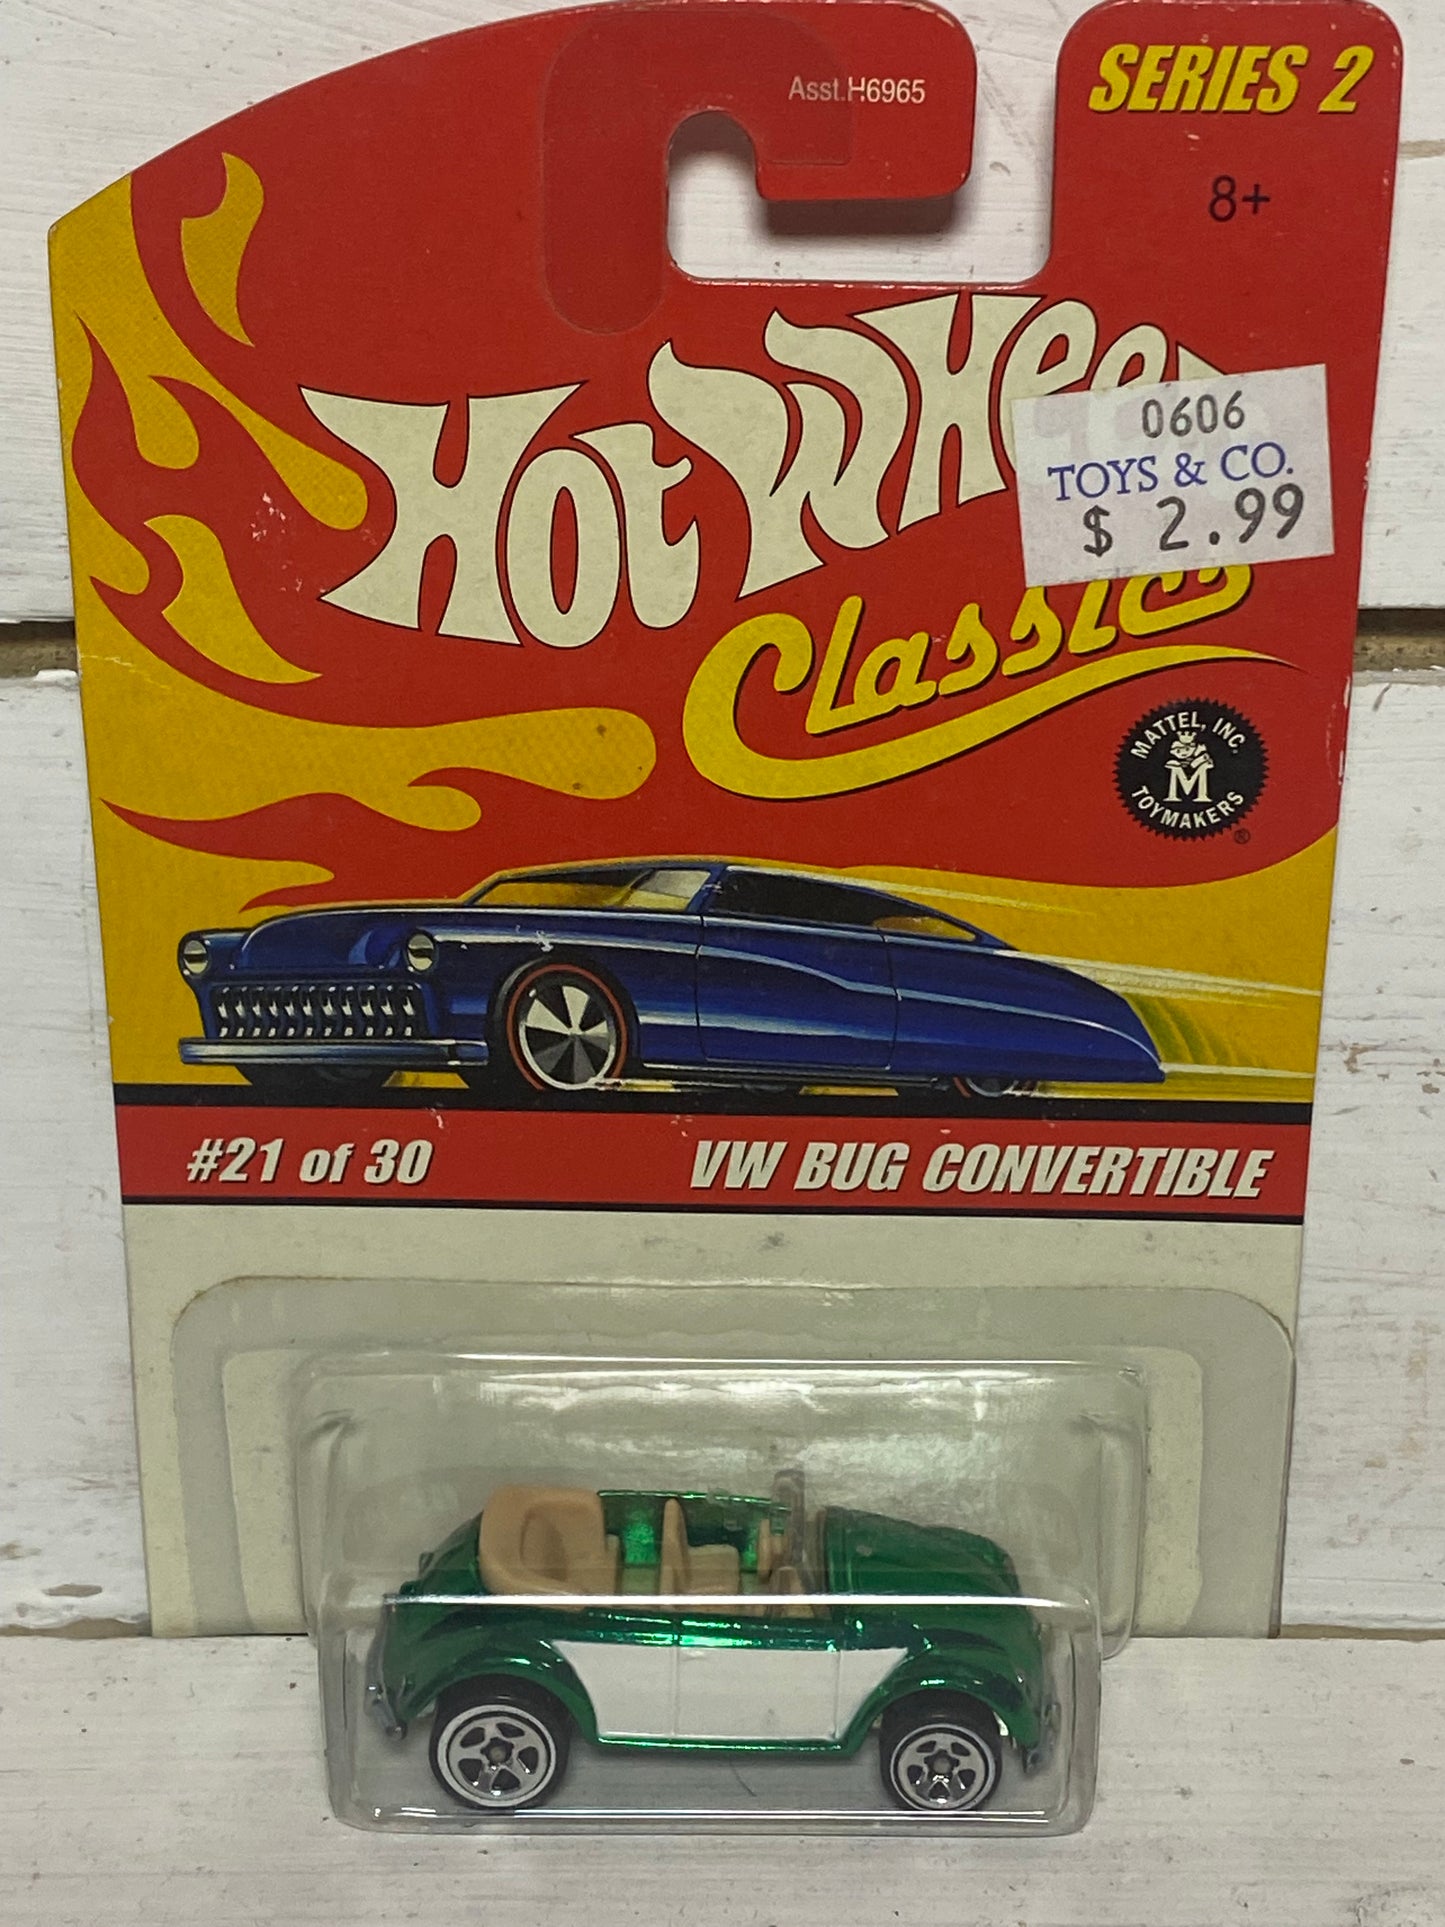 Asst.H6965
SERIES 2
8+
HOT WHEE
0606
TOYS & CO.
$ 2.99
Classics
MATTEL, INC.
M
TOYMAKERS
®
#21 of 30
VW BUG CONVERTIBLE